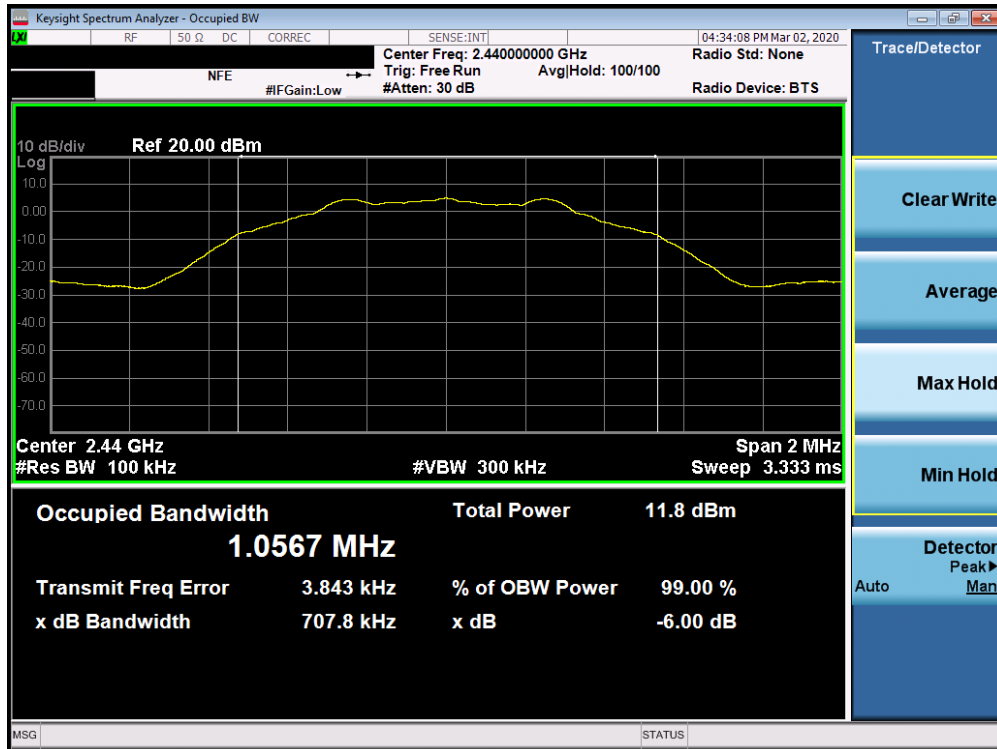 Keysight Spectrum Analyzer - Occupied BW
LXI RF 50 Ω DC CORREC SENSE:INT 04:34:08 PM Mar 02, 2020
Center Freq: 2.440000000 GHz Radio Std: None
NFE Trig: Free Run Avg|Hold: 100/100
#IFGain:Low #Atten: 30 dB Radio Device: BTS
Trace/Detector
10 dB/div Ref 20.00 dBm
Log
10.0
0.00
-10.0
-20.0
-30.0
-40.0
-50.0
-60.0
-70.0
Center 2.44 GHz Span 2 MHz
#Res BW 100 kHz #VBW 300 kHz Sweep 3.333 ms
Occupied Bandwidth Total Power 11.8 dBm
1.0567 MHz
Transmit Freq Error 3.843 kHz % of OBW Power 99.00 %
x dB Bandwidth 707.8 kHz x dB -6.00 dB
Clear Write
Average
Max Hold
Min Hold
Detector
Peak▶
Auto Man
MSG STATUS